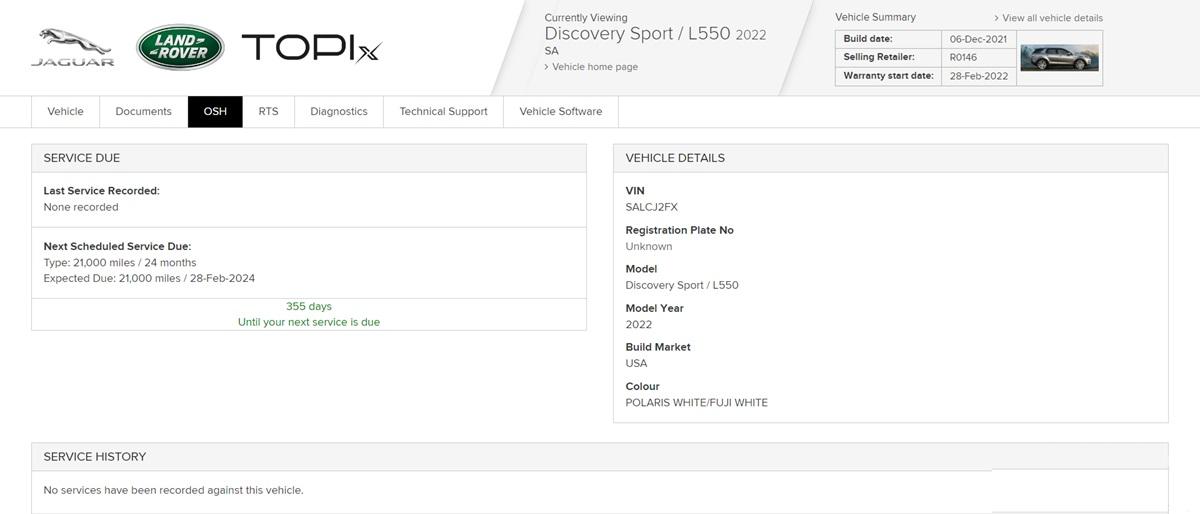 JAGUAR
LAND-
-ROVER
TOPIx
Currently Viewing
Discovery Sport / L550 2022
SA
> Vehicle home page
Vehicle Summary
> View all vehicle details
Build date: 06-Dec-2021
Selling Retailer: R0146
Warranty start date: 28-Feb-2022
Vehicle Documents OSH RTS Diagnostics Technical Support Vehicle Software
SERVICE DUE
Last Service Recorded:
None recorded
Next Scheduled Service Due:
Type: 21,000 miles / 24 months
Expected Due: 21,000 miles / 28-Feb-2024
355 days
Until your next service is due
VEHICLE DETAILS
VIN
SALCJ2FX
Registration Plate No
Unknown
Model
Discovery Sport / L550
Model Year
2022
Build Market
USA
Colour
POLARIS WHITE/FUJI WHITE
SERVICE HISTORY
No services have been recorded against this vehicle.